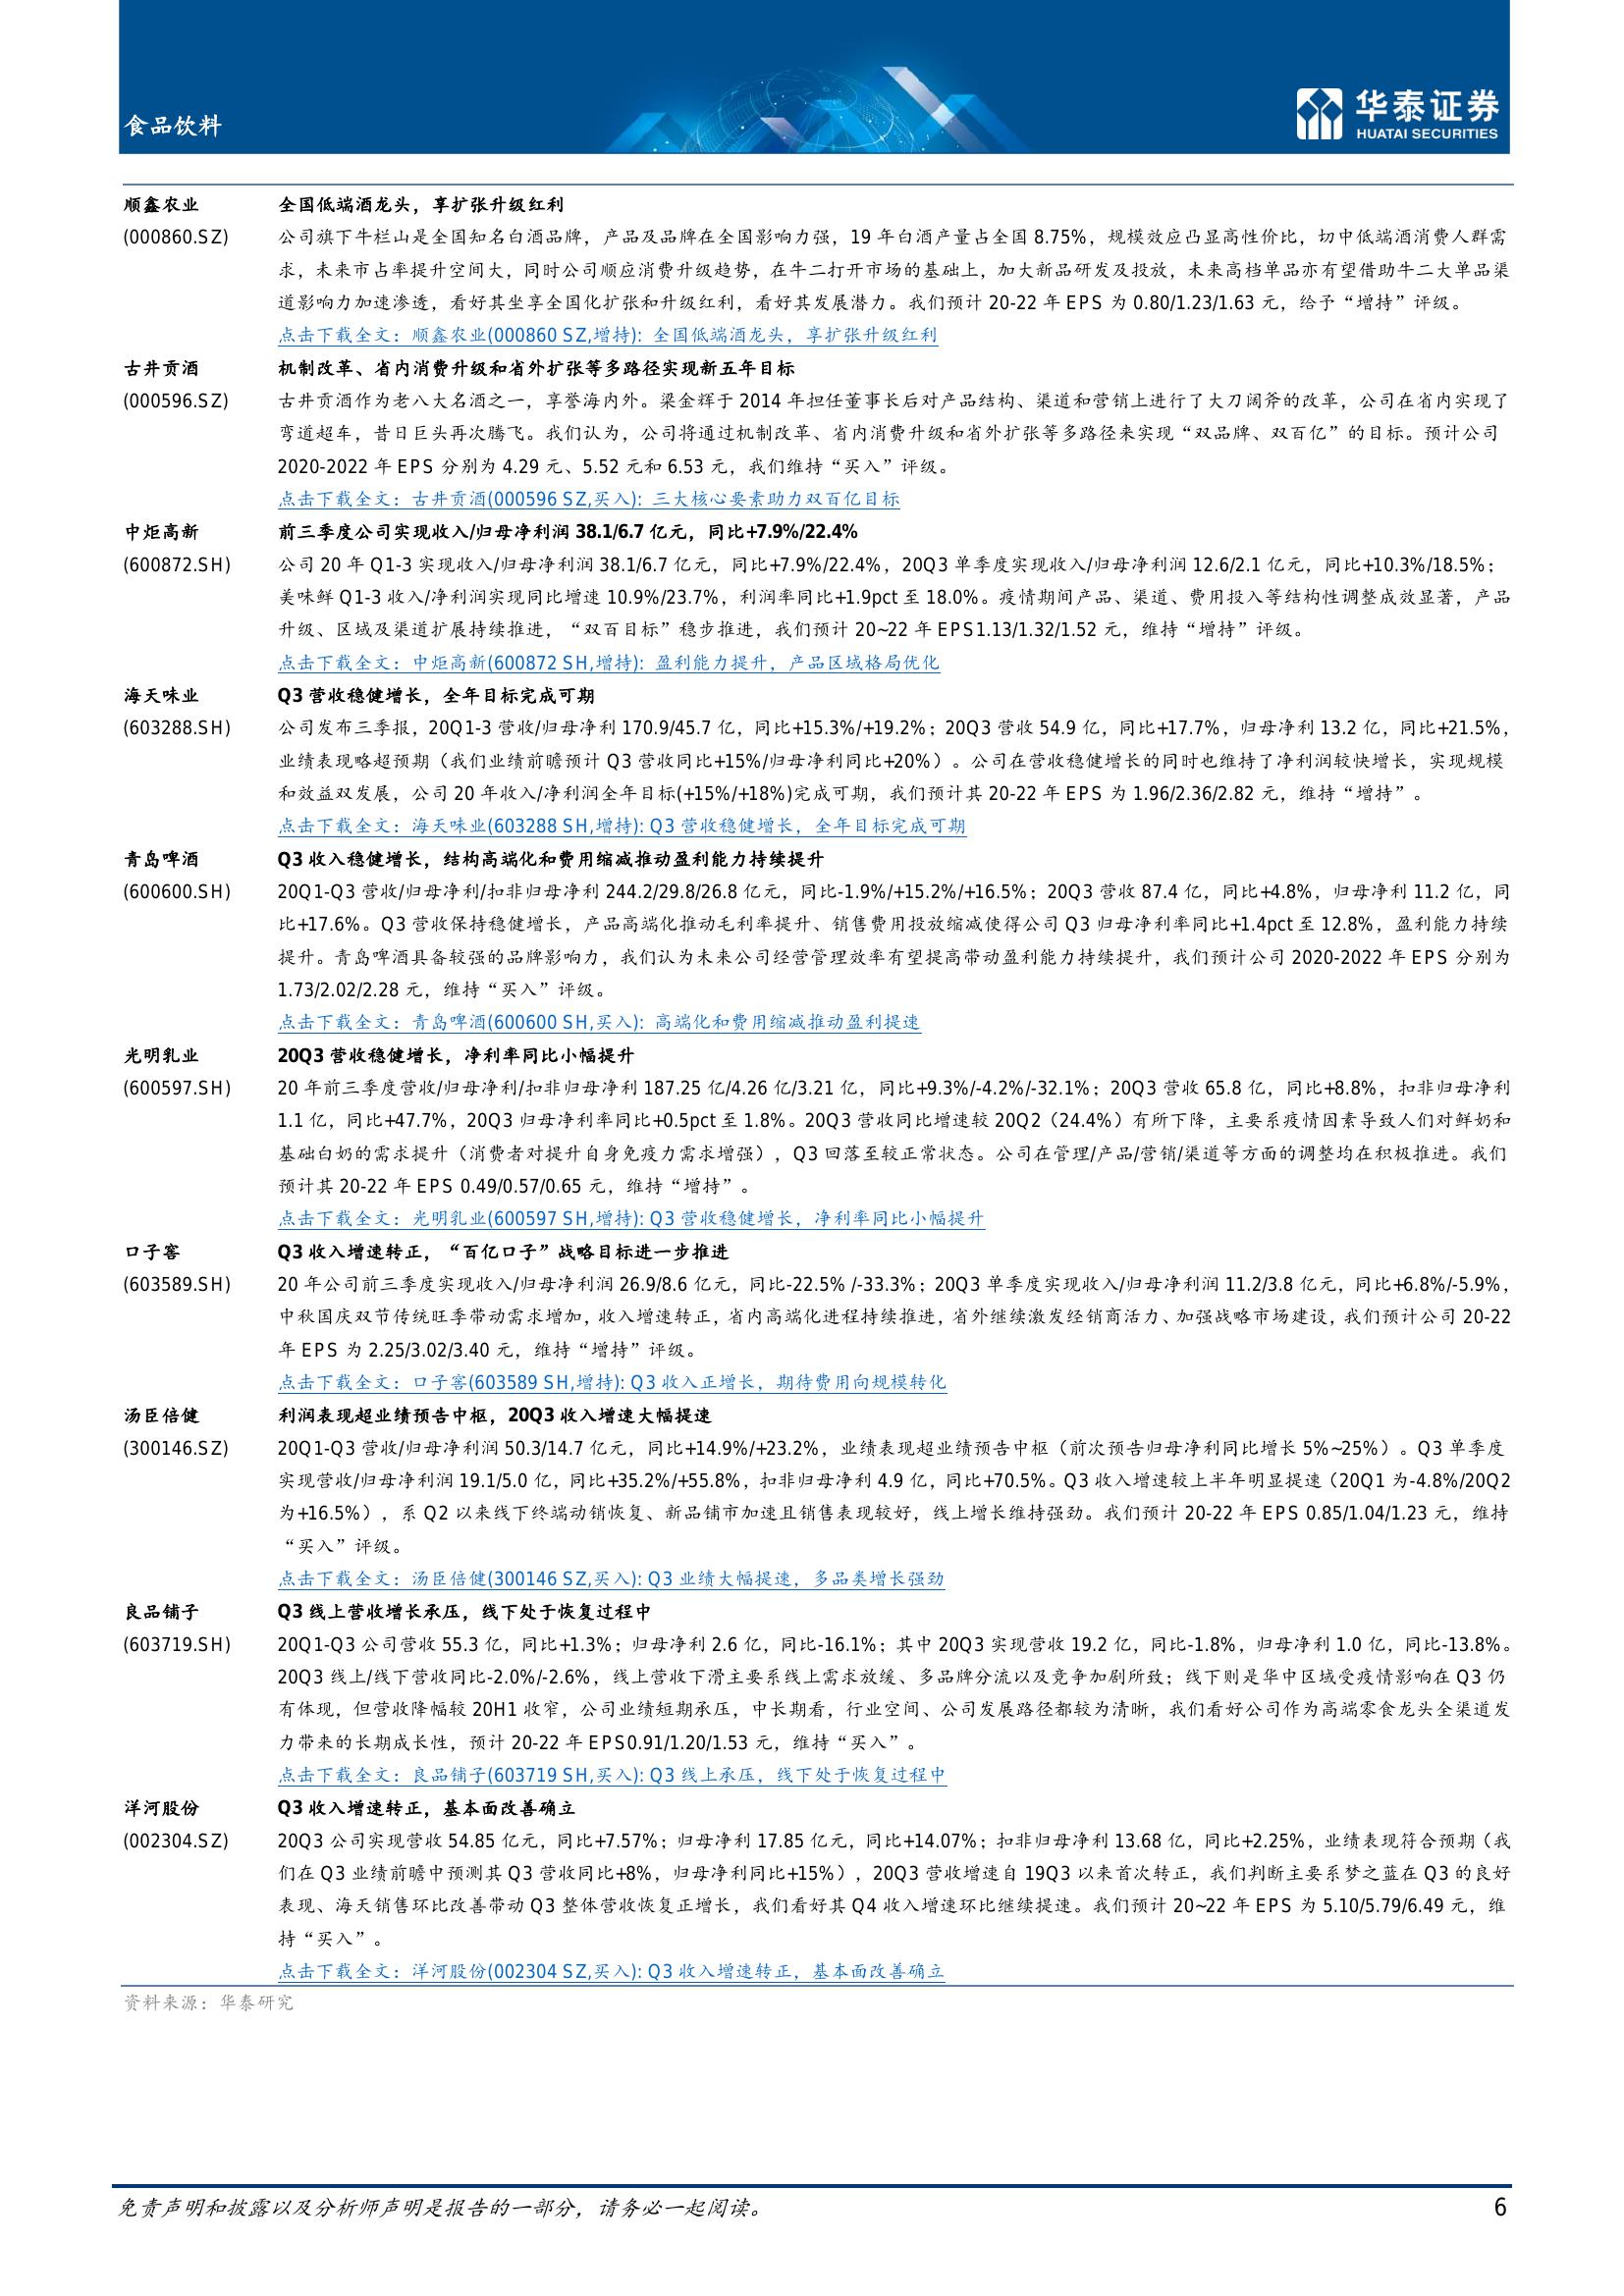 食品饮料
华泰证券
HUATAI SECURITIES
顺鑫农业 全国低端酒龙头，享扩张升级红利
(000860.SZ) 公司旗下牛栏山是全国知名白酒品牌，产品及品牌在全国影响力强，19 年白酒产量占全国 8.75%，规模效应凸显高性价比，切中低端酒消费人群需
求，未来市占率提升空间大，同时公司顺应消费升级趋势，在牛二打开市场的基础上，加大新品研发及投放，未来高档单品亦有望借助牛二大单品渠
道影响力加速渗透，看好其坐享全国化扩张和升级红利，看好其发展潜力。我们预计 20-22 年 EPS 为 0.80/1.23/1.63 元，给予“增持”评级。
点击下载全文：顺鑫农业(000860 SZ,增持): 全国低端酒龙头，享扩张升级红利
古井贡酒 机制改革、省内消费升级和省外扩张等多路径实现新五年目标
(000596.SZ) 古井贡酒作为老八大名酒之一，享誉海内外。梁金辉于 2014 年担任董事长后对产品结构、渠道和营销上进行了大刀阔斧的改革，公司在省内实现了
弯道超车，昔日巨头再次腾飞。我们认为，公司将通过机制改革、省内消费升级和省外扩张等多路径来实现“双品牌、双百亿”的目标。预计公司
2020-2022 年 EPS 分别为 4.29 元、5.52 元和 6.53 元，我们维持“买入”评级。
点击下载全文：古井贡酒(000596 SZ,买入): 三大核心要素助力双百亿目标
中炬高新 前三季度公司实现收入/归母净利润 38.1/6.7 亿元，同比+7.9%/22.4%
(600872.SH) 公司 20 年 Q1-3 实现收入/归母净利润 38.1/6.7 亿元，同比+7.9%/22.4%，20Q3 单季度实现收入/归母净利润 12.6/2.1 亿元，同比+10.3%/18.5%；
美味鲜 Q1-3 收入/净利润实现同比增速 10.9%/23.7%，利润率同比+1.9pct 至 18.0%。疫情期间产品、渠道、费用投入等结构性调整成效显著，产品
升级、区域及渠道扩展持续推进，“双百目标”稳步推进，我们预计 20~22 年 EPS1.13/1.32/1.52 元，维持“增持”评级。
点击下载全文：中炬高新(600872 SH,增持): 盈利能力提升，产品区域格局优化
海天味业 Q3 营收稳健增长，全年目标完成可期
(603288.SH) 公司发布三季报，20Q1-3 营收/归母净利 170.9/45.7 亿，同比+15.3%/+19.2%；20Q3 营收 54.9 亿，同比+17.7%，归母净利 13.2 亿，同比+21.5%，
业绩表现略超预期（我们业绩前瞻预计 Q3 营收同比+15%/归母净利同比+20%）。公司在营收稳健增长的同时也维持了净利润较快增长，实现规模
和效益双发展，公司 20 年收入/净利润全年目标(+15%/+18%)完成可期，我们预计其 20-22 年 EPS 为 1.96/2.36/2.82 元，维持“增持”。
点击下载全文：海天味业(603288 SH,增持): Q3 营收稳健增长，全年目标完成可期
青岛啤酒 Q3 收入稳健增长，结构高端化和费用缩减推动盈利能力持续提升
(600600.SH) 20Q1-Q3 营收/归母净利/扣非归母净利 244.2/29.8/26.8 亿元，同比-1.9%/+15.2%/+16.5%；20Q3 营收 87.4 亿，同比+4.8%，归母净利 11.2 亿，同
比+17.6%。Q3 营收保持稳健增长，产品高端化推动毛利率提升、销售费用投放缩减使得公司 Q3 归母净利率同比+1.4pct 至 12.8%，盈利能力持续
提升。青岛啤酒具备较强的品牌影响力，我们认为未来公司经营管理效率有望提高带动盈利能力持续提升，我们预计公司 2020-2022 年 EPS 分别为
1.73/2.02/2.28 元，维持“买入”评级。
点击下载全文：青岛啤酒(600600 SH,买入): 高端化和费用缩减推动盈利提速
光明乳业 20Q3 营收稳健增长，净利率同比小幅提升
(600597.SH) 20 年前三季度营收/归母净利/扣非归母净利 187.25 亿/4.26 亿/3.21 亿，同比+9.3%/-4.2%/-32.1%；20Q3 营收 65.8 亿，同比+8.8%，扣非归母净利
1.1 亿，同比+47.7%，20Q3 归母净利率同比+0.5pct 至 1.8%。20Q3 营收同比增速较 20Q2（24.4%）有所下降，主要系疫情因素导致人们对鲜奶和
基础白奶的需求提升（消费者对提升自身免疫力需求增强），Q3 回落至较正常状态。公司在管理/产品/营销/渠道等方面的调整均在积极推进。我们
预计其 20-22 年 EPS 0.49/0.57/0.65 元，维持“增持”。
点击下载全文：光明乳业(600597 SH,增持): Q3 营收稳健增长，净利率同比小幅提升
口子窖 Q3 收入增速转正，“百亿口子”战略目标进一步推进
(603589.SH) 20 年公司前三季度实现收入/归母净利润 26.9/8.6 亿元，同比-22.5% /-33.3%；20Q3 单季度实现收入/归母净利润 11.2/3.8 亿元，同比+6.8%/-5.9%，
中秋国庆双节传统旺季带动需求增加，收入增速转正，省内高端化进程持续推进，省外继续激发经销商活力、加强战略市场建设，我们预计公司 20-22
年 EPS 为 2.25/3.02/3.40 元，维持“增持”评级。
点击下载全文：口子窖(603589 SH,增持): Q3 收入正增长，期待费用向规模转化
汤臣倍健 利润表现超业绩预告中枢，20Q3 收入增速大幅提速
(300146.SZ) 20Q1-Q3 营收/归母净利润 50.3/14.7 亿元，同比+14.9%/+23.2%，业绩表现超业绩预告中枢（前次预告归母净利同比增长 5%~25%）。Q3 单季度
实现营收/归母净利润 19.1/5.0 亿，同比+35.2%/+55.8%，扣非归母净利 4.9 亿，同比+70.5%。Q3 收入增速较上半年明显提速（20Q1 为-4.8%/20Q2
为+16.5%），系 Q2 以来线下终端动销恢复、新品铺市加速且销售表现较好，线上增长维持强劲。我们预计 20-22 年 EPS 0.85/1.04/1.23 元，维持
“买入”评级。
点击下载全文：汤臣倍健(300146 SZ,买入): Q3 业绩大幅提速，多品类增长强劲
良品铺子 Q3 线上营收增长承压，线下处于恢复过程中
(603719.SH) 20Q1-Q3 公司营收 55.3 亿，同比+1.3%；归母净利 2.6 亿，同比-16.1%；其中 20Q3 实现营收 19.2 亿，同比-1.8%，归母净利 1.0 亿，同比-13.8%。
20Q3 线上/线下营收同比-2.0%/-2.6%，线上营收下滑主要系线上需求放缓、多品牌分流以及竞争加剧所致；线下则是华中区域受疫情影响在 Q3 仍
有体现，但营收降幅较 20H1 收窄，公司业绩短期承压，中长期看，行业空间、公司发展路径都较为清晰，我们看好公司作为高端零食龙头全渠道发
力带来的长期成长性，预计 20-22 年 EPS0.91/1.20/1.53 元，维持“买入”。
点击下载全文：良品铺子(603719 SH,买入): Q3 线上承压，线下处于恢复过程中
洋河股份 Q3 收入增速转正，基本面改善确立
(002304.SZ) 20Q3 公司实现营收 54.85 亿元，同比+7.57%；归母净利 17.85 亿元，同比+14.07%；扣非归母净利 13.68 亿，同比+2.25%，业绩表现符合预期（我
们在 Q3 业绩前瞻中预测其 Q3 营收同比+8%，归母净利同比+15%），20Q3 营收增速自 19Q3 以来首次转正，我们判断主要系梦之蓝在 Q3 的良好
表现、海天销售环比改善带动 Q3 整体营收恢复正增长，我们看好其 Q4 收入增速环比继续提速。我们预计 20~22 年 EPS 为 5.10/5.79/6.49 元，维
持“买入”。
点击下载全文：洋河股份(002304 SZ,买入): Q3 收入增速转正，基本面改善确立
资料来源：华泰研究
免责声明和披露以及分析师声明是报告的一部分，请务必一起阅读。 6